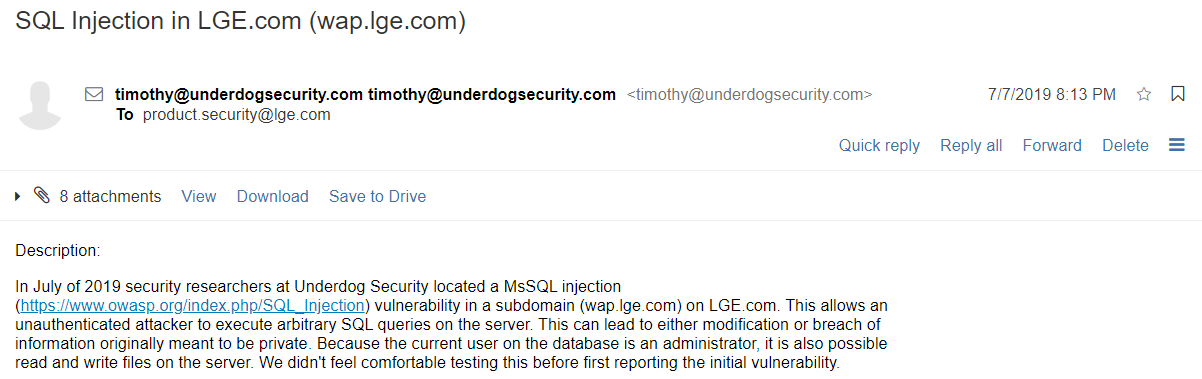 SQL Injection in LGE.com (wap.lge.com)
timothy@underdogsecurity.com timothy@underdogsecurity.com <timothy@underdogsecurity.com> 7/7/2019 8:13 PM
To product.security@lge.com
Quick reply Reply all Forward Delete
8 attachments View Download Save to Drive
Description:
In July of 2019 security researchers at Underdog Security located a MsSQL injection
(https://www.owasp.org/index.php/SQL_Injection) vulnerability in a subdomain (wap.lge.com) on LGE.com. This allows an
unauthenticated attacker to execute arbitrary SQL queries on the server. This can lead to either modification or breach of
information originally meant to be private. Because the current user on the database is an administrator, it is also possible
read and write files on the server. We didn't feel comfortable testing this before first reporting the initial vulnerability.